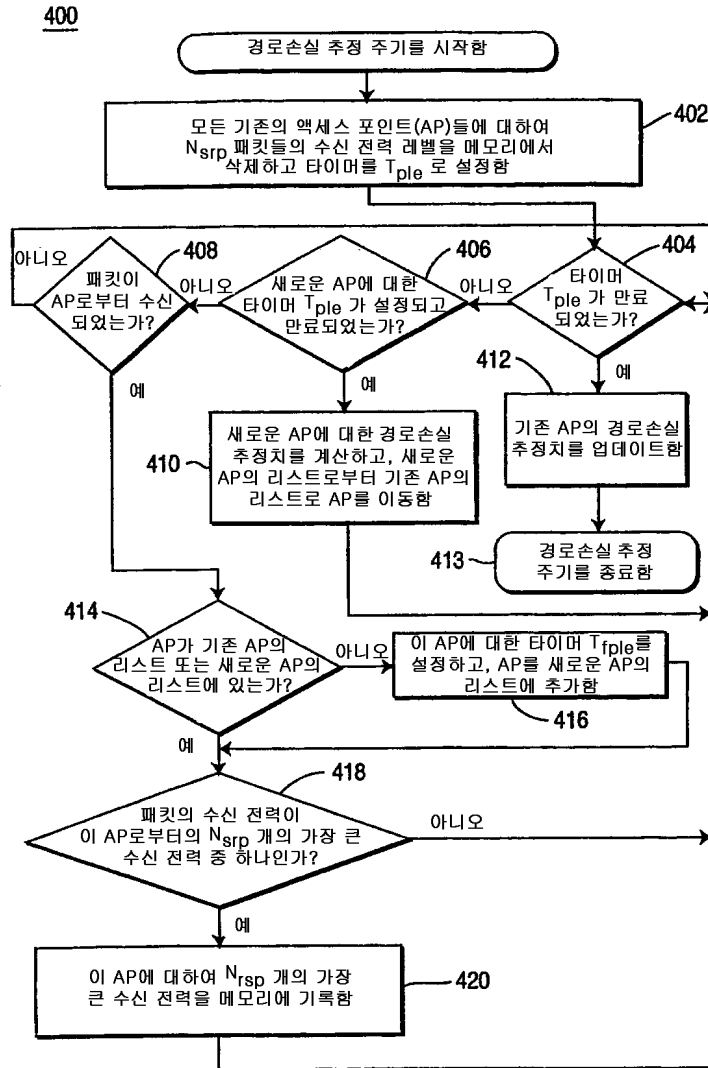 400
경로손실 추정 주기를 시작함
402
모든 기존의 액세스 포인트(AP)들에 대하여
Nsrp 패킷들의 수신 전력 레벨을 메모리에서
삭제하고 타이머를 Tple 로 설정함
408
아니오
패킷이
AP로부터 수신
되었는가?
예
아니오
406
새로운 AP에 대한
타이머 Tple 가 설정되고
만료되었는가?
예
아니오
404
타이머
Tple 가 만료
되었는가?
예
412
기존 AP의 경로손실
추정치를 업데이트함
410
새로운 AP에 대한 경로손실
추정치를 계산하고, 새로운
AP의 리스트로부터 기존 AP의
리스트로 AP를 이동함
413
경로손실 추정
주기를 종료함
414
AP가 기존 AP의
리스트 또는 새로운 AP의
리스트에 있는가?
아니오
예
이 AP에 대한 타이머 Tfple를
설정하고, AP를 새로운 AP의
리스트에 추가함
416
418
패킷의 수신 전력이
이 AP로부터의 Nsrp 개의 가장 큰
수신 전력 중 하나인가?
아니오
예
이 AP에 대하여 Nrsp 개의 가장
큰 수신 전력을 메모리에 기록함
420